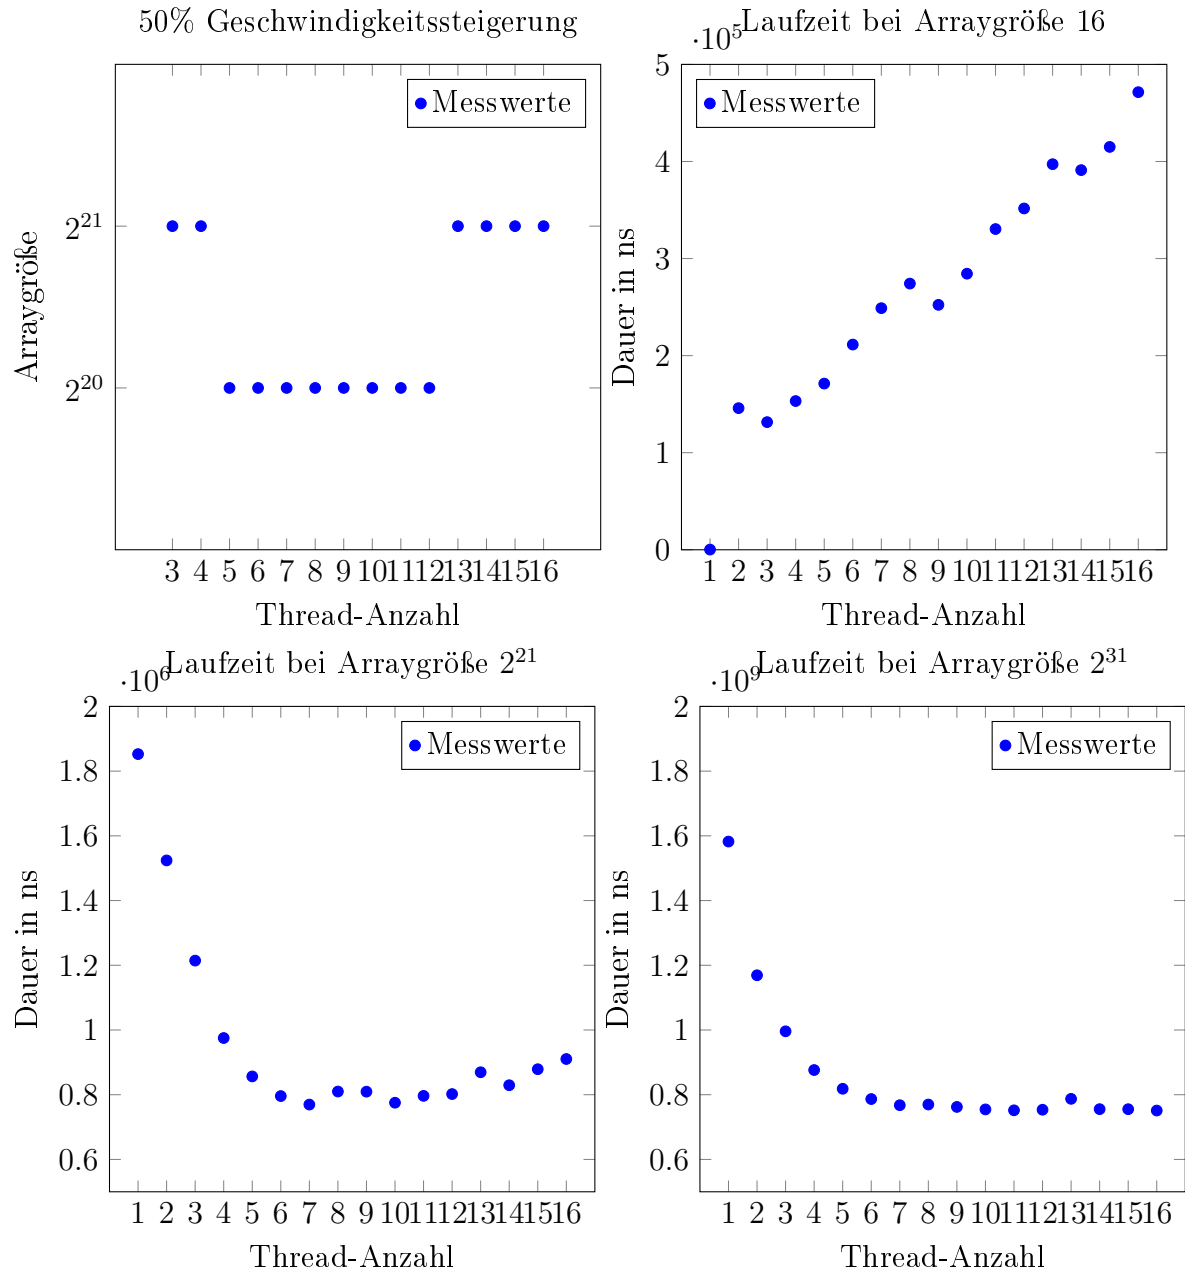 50% Geschwindigkeitssteigerung
Messwerte
2^21
2^20
Arraygröße
3 4 5 6 7 8 9 10 11 12 13 14 15 16
Thread-Anzahl
Laufzeit bei Arraygröße 16
·10^5
Messwerte
5
4
3
2
1
0
Dauer in ns
1 2 3 4 5 6 7 8 9 10 11 12 13 14 15 16
Thread-Anzahl
Laufzeit bei Arraygröße 2^21
·10^6
Messwerte
2
1.8
1.6
1.4
1.2
1
0.8
0.6
Dauer in ns
1 2 3 4 5 6 7 8 9 10 11 12 13 14 15 16
Thread-Anzahl
Laufzeit bei Arraygröße 2^31
·10^9
Messwerte
2
1.8
1.6
1.4
1.2
1
0.8
0.6
Dauer in ns
1 2 3 4 5 6 7 8 9 10 11 12 13 14 15 16
Thread-Anzahl